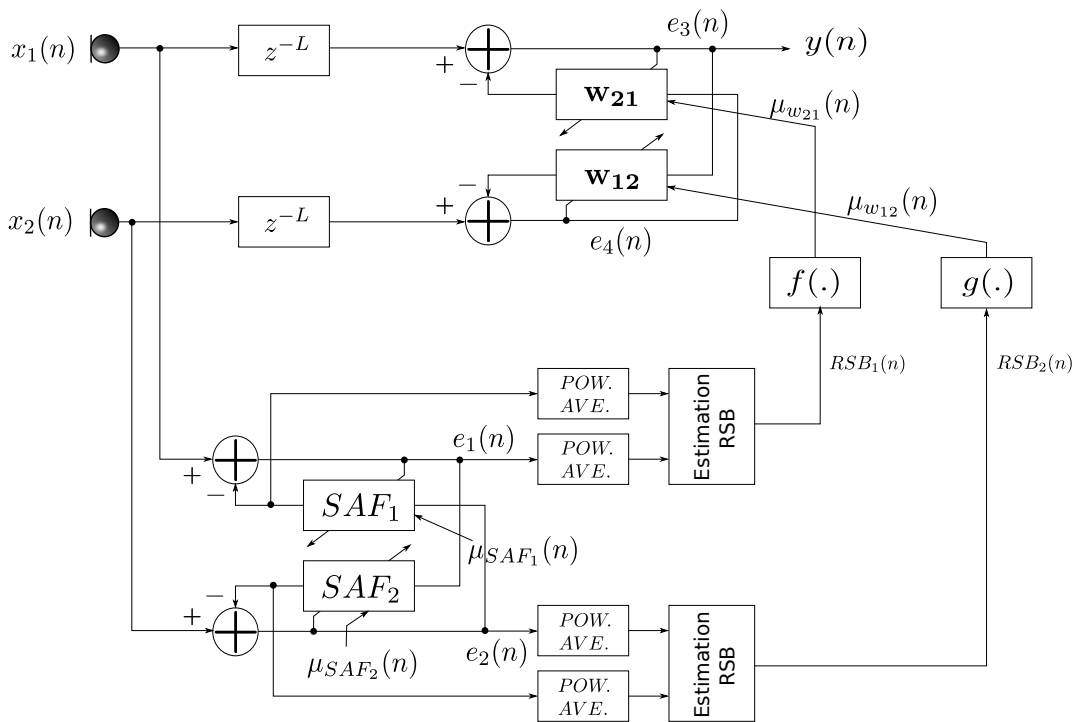 x₁(n)
z⁻ᴸ
+
−
e₃(n)
y(n)
w₂₁
μ_{w₂₁}(n)
w₁₂
μ_{w₁₂}(n)
x₂(n)
z⁻ᴸ
+
−
e₄(n)
f(.)
g(.)
RSB₁(n)
RSB₂(n)
POW.
AVE.
Estimation
RSB
e₁(n)
POW.
AVE.
+
−
SAF₁
μ_{SAF₁}(n)
SAF₂
−
+
μ_{SAF₂}(n)
e₂(n)
POW.
AVE.
Estimation
RSB
POW.
AVE.